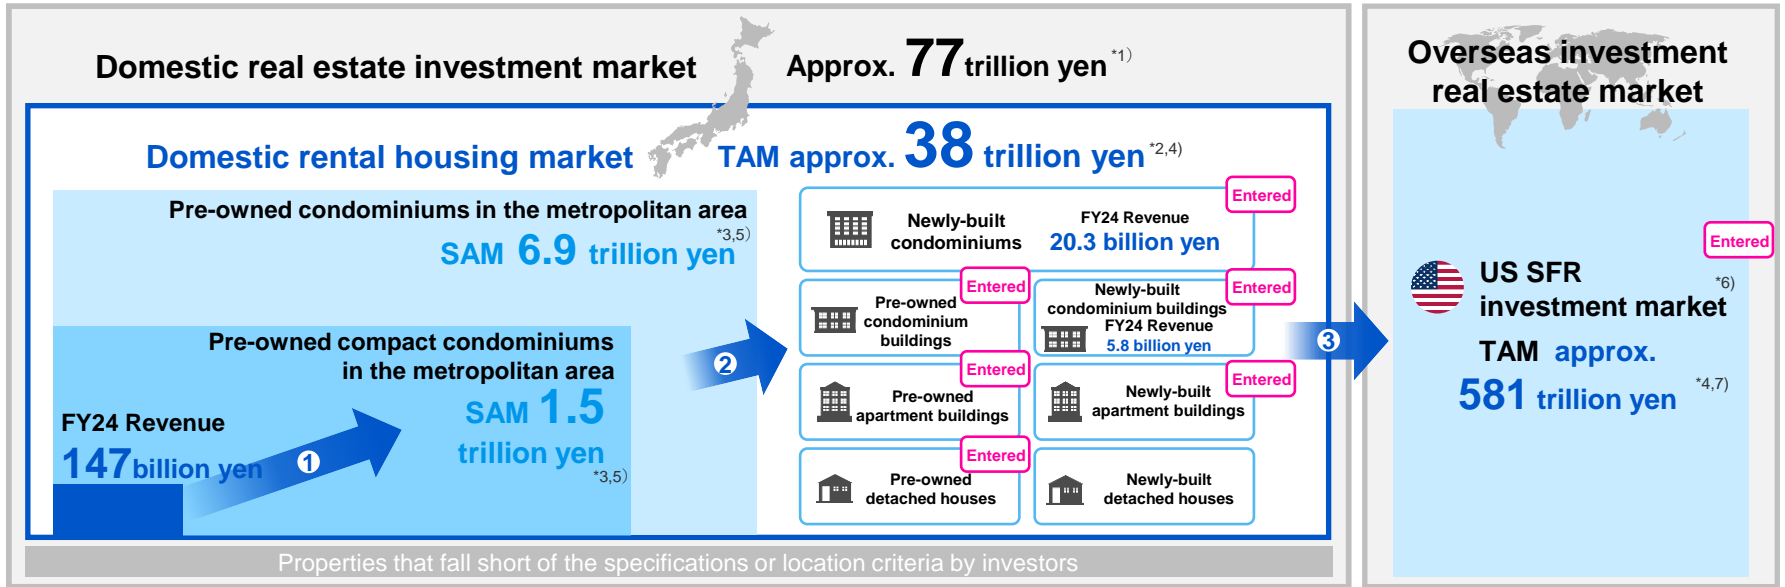 Domestic real estate investment market
Approx. 77 trillion yen *1)
Domestic rental housing market
TAM approx. 38 trillion yen *2,4)
Pre-owned condominiums in the metropolitan area
SAM 6.9 trillion yen *3,5)
Pre-owned compact condominiums
in the metropolitan area
SAM 1.5
trillion yen
*3,5)
FY24 Revenue
147 billion yen
1
2
Entered
Newly-built
condominiums
FY24 Revenue
20.3 billion yen
Entered
Pre-owned
condominium
buildings
Entered
Newly-built
condominium buildings
FY24 Revenue
5.8 billion yen
Entered
Pre-owned
apartment buildings
Entered
Newly-built
apartment buildings
Entered
Pre-owned
detached houses
Newly-built
detached houses
Properties that fall short of the specifications or location criteria by investors
3
Overseas investment
real estate market
Entered
US SFR
investment market *6)
TAM approx.
581 trillion yen *4,7)